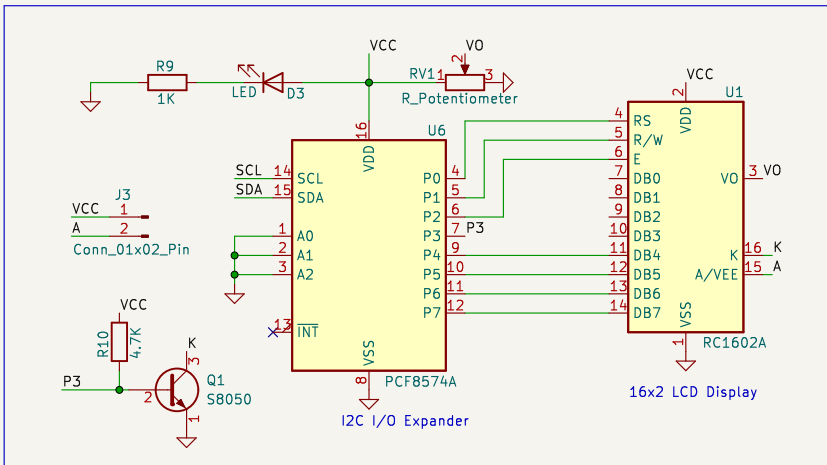 VCC
VO
R9
1K
LED
D3
RV1
1
2
3
R_Potentiometer
U1
VCC
2
VDD
U6
16
VDD
SCL 14 SCL
SDA 15 SDA
1 A0
2 A1
3 A2
13 INT
P0 4
P1 5
P2 6
P3 7 P3
P4 9
P5 10
P6 11
P7 12
VSS
8
PCF8574A
I2C I/O Expander
4 RS
5 R/W
6 E
7 DB0
8 DB1
9 DB2
10 DB3
11 DB4
12 DB5
13 DB6
14 DB7
VO 3 VO
K 16 K
A/VEE 15 A
VSS
1
RC1602A
16x2 LCD Display
J3
VCC 1
A 2
Conn_01x02_Pin
VCC
R10
4.7K
K
3
P3
2
Q1
S8050
1